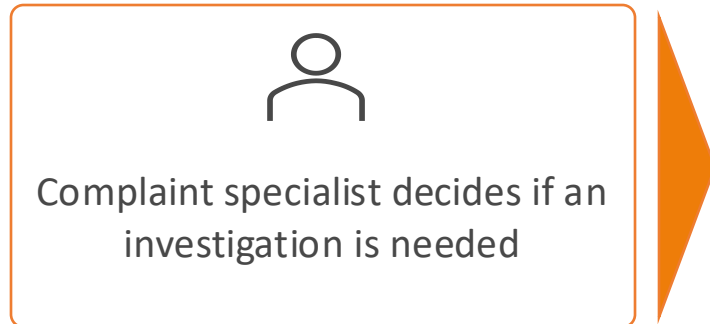 Complaint specialist decides if an
investigation is needed